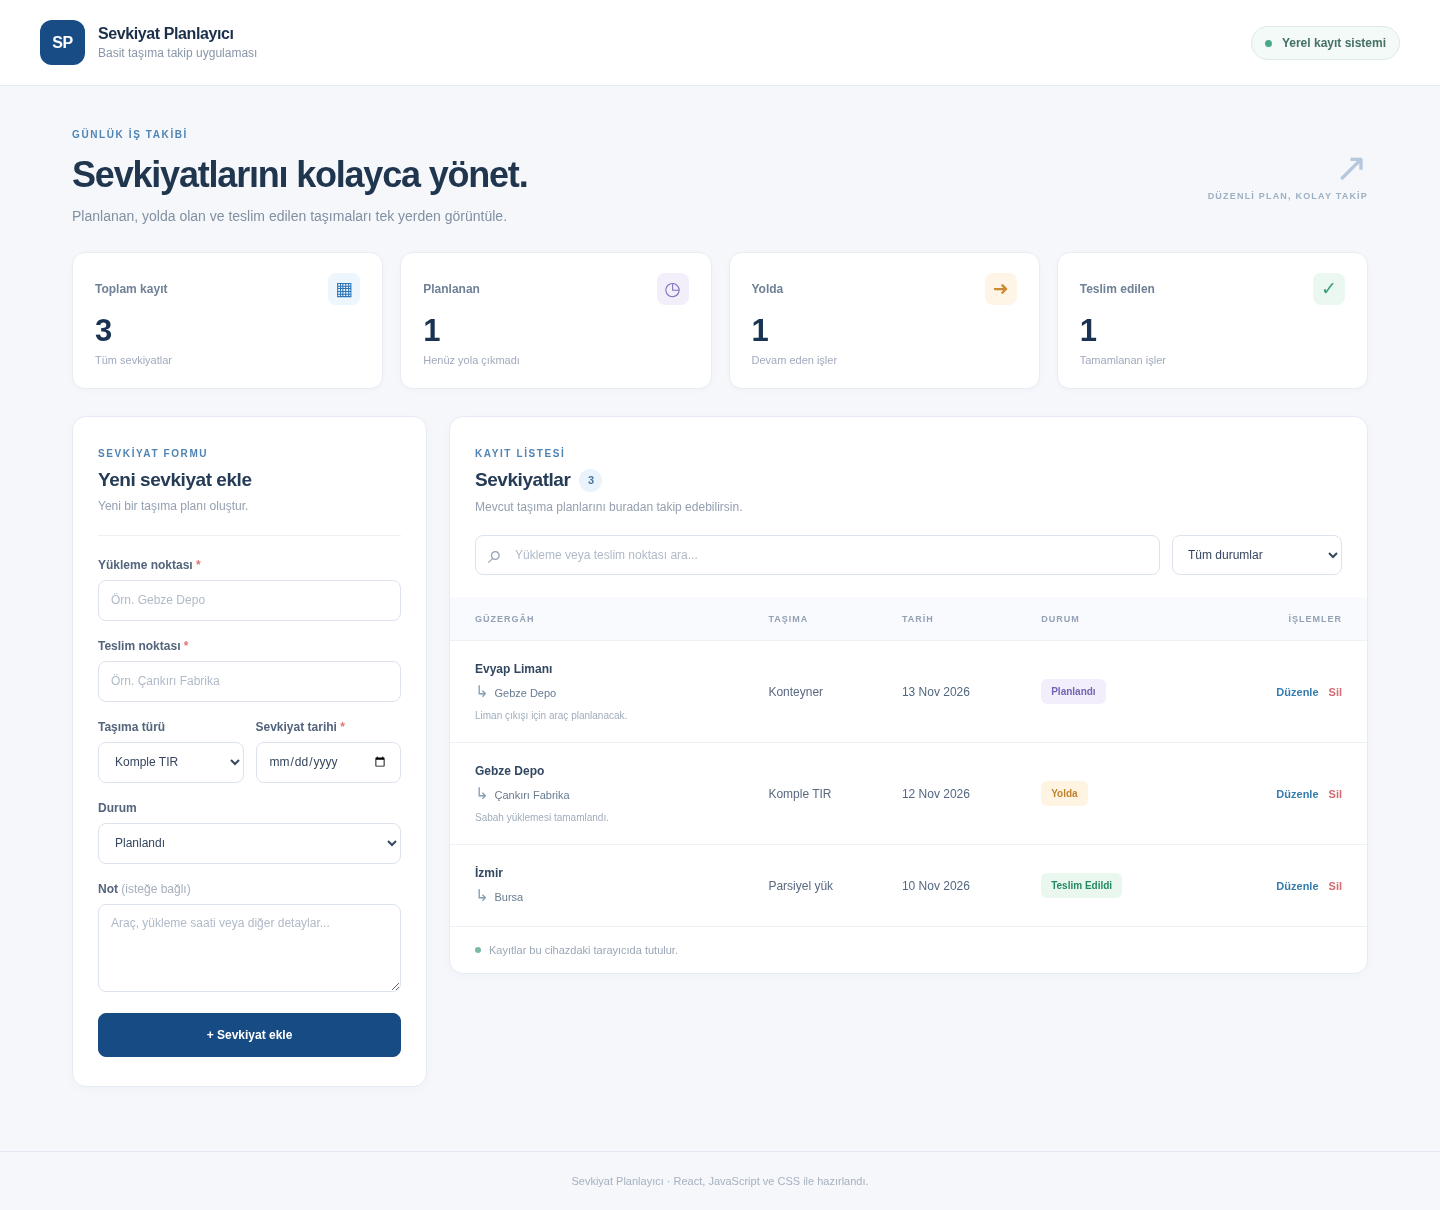 SP
Sevkiyat Planlayıcı
Basit taşıma takip uygulaması
Yerel kayıt sistemi
GÜNLÜK İŞ TAKİBİ
Sevkiyatlarını kolayca yönet.
Planlanan, yolda olan ve teslim edilen taşımaları tek yerden görüntüle.
DÜZENLİ PLAN, KOLAY TAKİP
Toplam kayıt
3
Tüm sevkiyatlar
Planlanan
1
Henüz yola çıkmadı
Yolda
1
Devam eden işler
Teslim edilen
1
Tamamlanan işler
SEVKİYAT FORMU
Yeni sevkiyat ekle
Yeni bir taşıma planı oluştur.
Yükleme noktası *
Örn. Gebze Depo
Teslim noktası *
Örn. Çankırı Fabrika
Taşıma türü
Komple TIR
Sevkiyat tarihi *
mm/dd/yyyy
Durum
Planlandı
Not (isteğe bağlı)
Araç, yükleme saati veya diğer detaylar...
+ Sevkiyat ekle
KAYIT LİSTESİ
Sevkiyatlar 3
Mevcut taşıma planlarını buradan takip edebilirsin.
Yükleme veya teslim noktası ara...
Tüm durumlar
GÜZERGÂH TAŞIMA TARİH DURUM İŞLEMLER
Evyap Limanı
↳ Gebze Depo
Liman çıkışı için araç planlanacak.
Konteyner
13 Nov 2026
Planlandı
Düzenle Sil
Gebze Depo
↳ Çankırı Fabrika
Sabah yüklemesi tamamlandı.
Komple TIR
12 Nov 2026
Yolda
Düzenle Sil
İzmir
↳ Bursa
Parsiyel yük
10 Nov 2026
Teslim Edildi
Düzenle Sil
Kayıtlar bu cihazdaki tarayıcıda tutulur.
Sevkiyat Planlayıcı · React, JavaScript ve CSS ile hazırlandı.